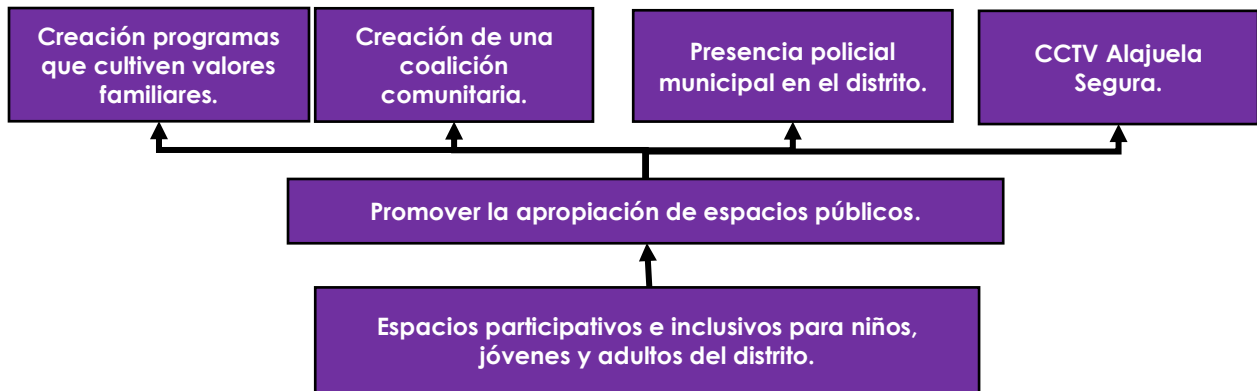 Creación programas
que cultiven valores
familiares.
Creación de una
coalición
comunitaria.
Presencia policial
municipal en el distrito.
CCTV Alajuela
Segura.
Promover la apropiación de espacios públicos.
Espacios participativos e inclusivos para niños,
jóvenes y adultos del distrito.